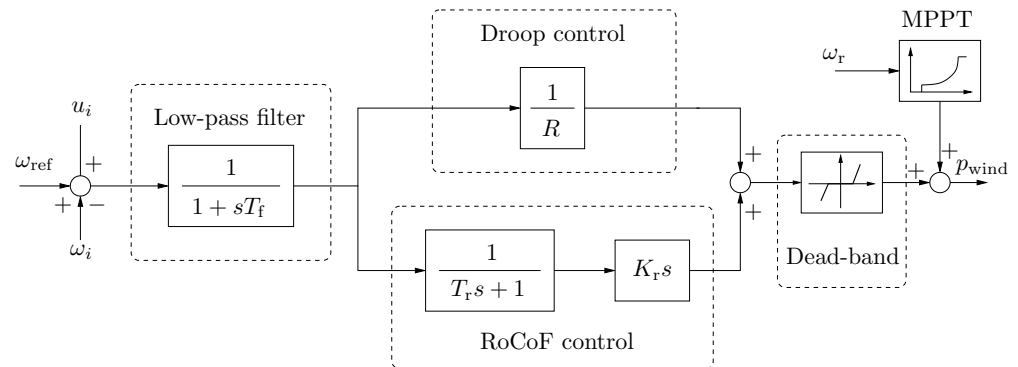 MPPT
Droop control
ω_r
1
R
u_i
Low-pass filter
ω_ref
+
+
−
ω_i
1
1 + sT_f
+
+
+
+
p_wind
1
T_r s + 1
K_r s
Dead-band
RoCoF control